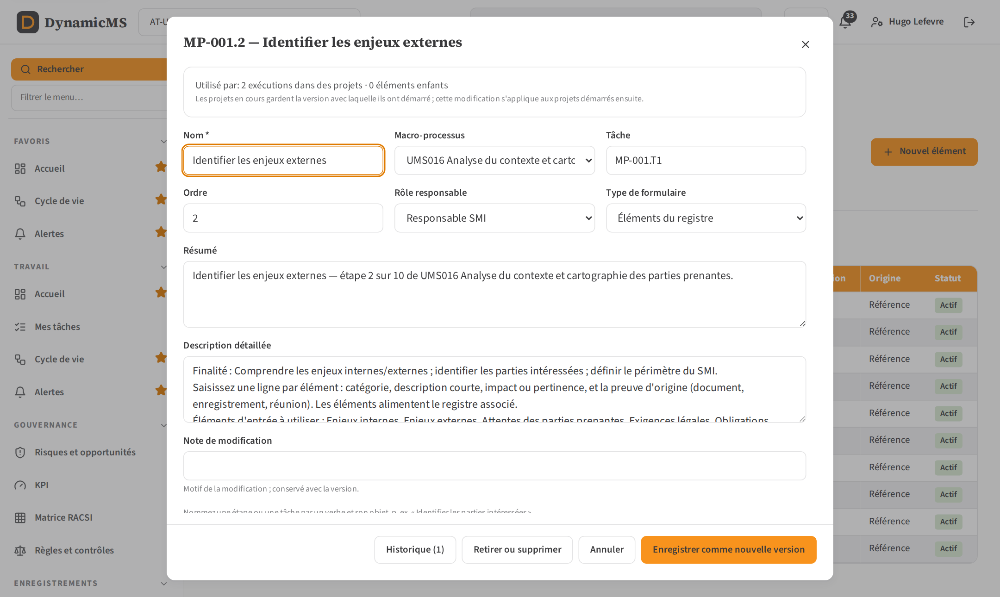 DynamicMS
AT-U
33
Hugo Lefevre
Rechercher
Filtrer le menu…
FAVORIS
Accueil
Cycle de vie
Alertes
TRAVAIL
Accueil
Mes tâches
Cycle de vie
Alertes
GOUVERNANCE
Risques et opportunités
KPI
Matrice RACSI
Règles et contrôles
ENREGISTREMENTS
MP-001.2 — Identifier les enjeux externes
Utilisé par: 2 exécutions dans des projets · 0 éléments enfants
Les projets en cours gardent la version avec laquelle ils ont démarré ; cette modification s'applique aux projets démarrés ensuite.
Nom *
Macro-processus
Tâche
Identifier les enjeux externes
UMS016 Analyse du contexte et cartc
MP-001.T1
Ordre
Rôle responsable
Type de formulaire
2
Responsable SMI
Éléments du registre
Résumé
Identifier les enjeux externes — étape 2 sur 10 de UMS016 Analyse du contexte et cartographie des parties prenantes.
Description détaillée
Finalité : Comprendre les enjeux internes/externes ; identifier les parties intéressées ; définir le périmètre du SMI.
Saisissez une ligne par élément : catégorie, description courte, impact ou pertinence, et la preuve d'origine (document,
enregistrement, réunion). Les éléments alimentent le registre associé.
Éléments d'entrée à utiliser : Enjeux internes, Enjeux externes, Attentes des parties prenantes, Exigences légales, Obligations
Note de modification
Motif de la modification ; conservé avec la version.
Nommez une étape ou une tâche par un verbe et son objet, p. ex. « Identifier les parties intéressées »
Historique (1)
Retirer ou supprimer
Annuler
Enregistrer comme nouvelle version
Nouvel élément
ion
Origine
Statut
Référence
Actif
Référence
Actif
Référence
Actif
Référence
Actif
Référence
Actif
Référence
Actif
Référence
Actif
Référence
Actif
Référence
Actif
Référence
Actif